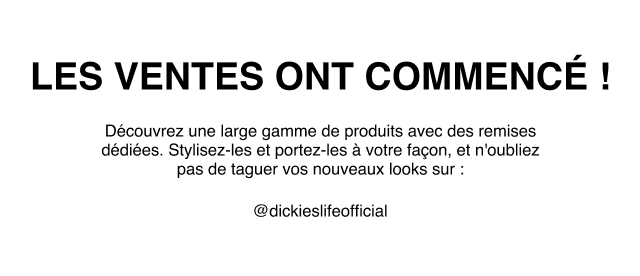 LES VENTES ONT COMMENCÉ !
Découvrez une large gamme de produits avec des remises
dédiées. Stylisez-les et portez-les à votre façon, et n'oubliez
pas de taguer vos nouveaux looks sur :
@dickieslifeofficial